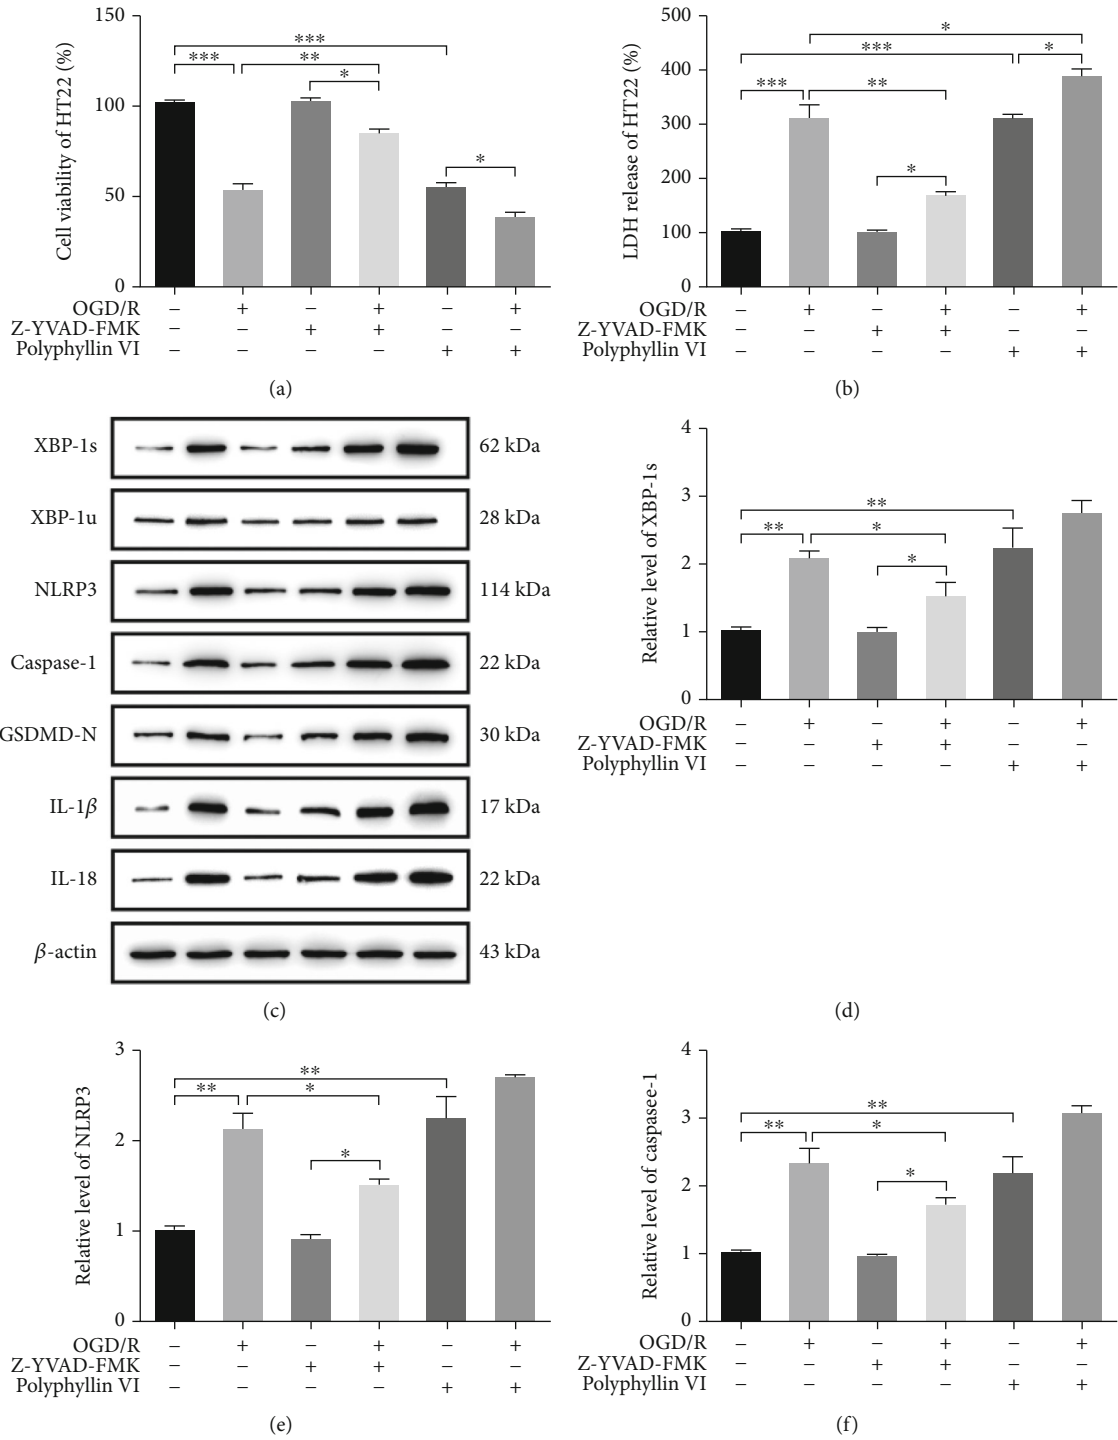 150
100
50
0
Cell viability of HT22 (%)
***
***
**
*
*
OGD/R – + – + – +
Z-YVAD-FMK – – + + – –
Polyphyllin VI – – – – + +
(a)
500
400
300
200
100
0
LDH release of HT22 (%)
*
***
*
***
**
*
OGD/R – + – + – +
Z-YVAD-FMK – – + + – –
Polyphyllin VI – – – – + +
(b)
XBP-1s 62 kDa
XBP-1u 28 kDa
NLRP3 114 kDa
Caspase-1 22 kDa
GSDMD-N 30 kDa
IL-1β 17 kDa
IL-18 22 kDa
β-actin 43 kDa
(c)
4
3
2
1
0
Relative level of XBP-1s
**
**
*
*
OGD/R – + – + – +
Z-YVAD-FMK – – + + – –
Polyphyllin VI – – – – + +
(d)
3
2
1
0
Relative level of NLRP3
**
**
*
*
OGD/R – + – + – +
Z-YVAD-FMK – – + + – –
Polyphyllin VI – – – – + +
(e)
4
3
2
1
0
Relative level of caspasee-1
**
**
*
*
OGD/R – + – + – +
Z-YVAD-FMK – – + + – –
Polyphyllin VI – – – – + +
(f)